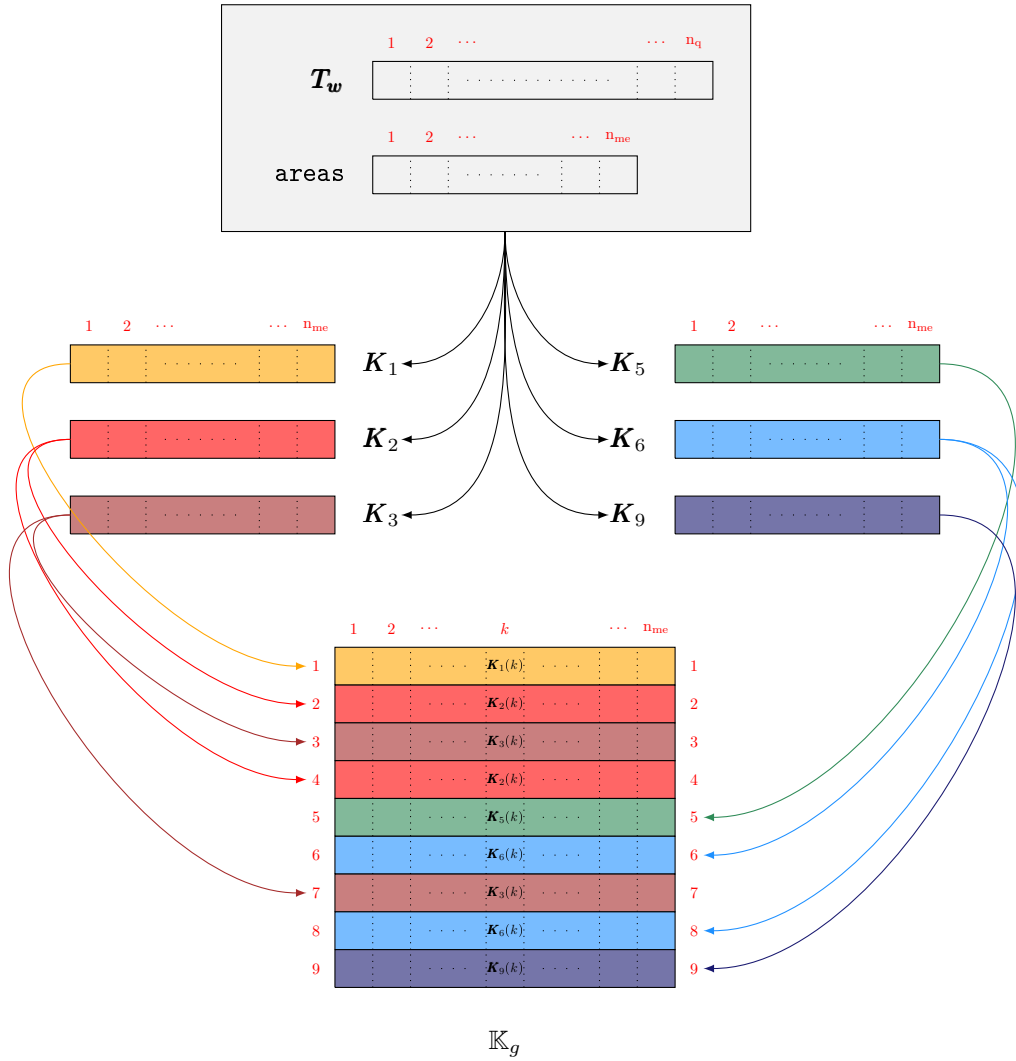 1 2 ··· ··· n_q
T_w
1 2 ··· ··· n_me
areas
1 2 ··· ··· n_me 1 2 ··· ··· n_me
K_1 K_5
K_2 K_6
K_3 K_9
1 2 ··· k ··· n_me
1 K_1(k) 1
2 K_2(k) 2
3 K_3(k) 3
4 K_2(k) 4
5 K_5(k) 5
6 K_6(k) 6
7 K_3(k) 7
8 K_6(k) 8
9 K_9(k) 9
𝕂_g